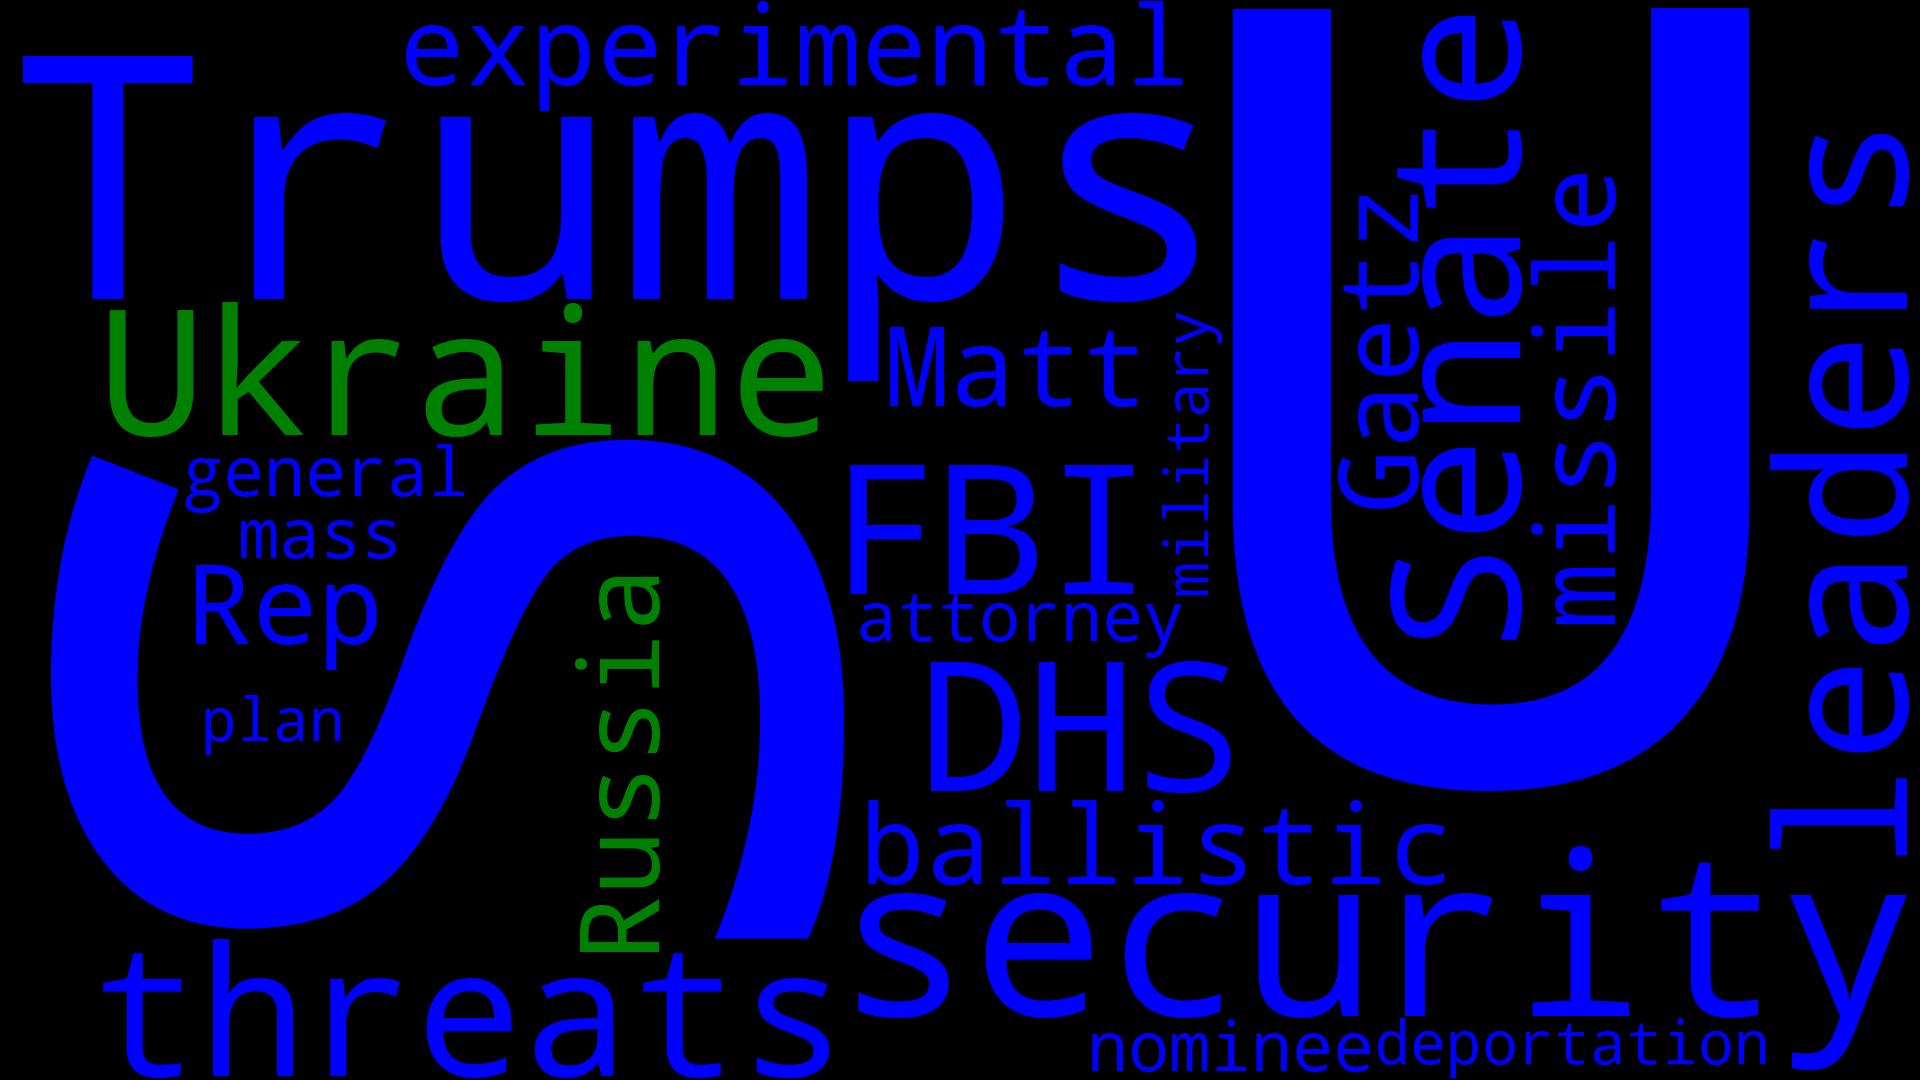 experimental
Trumps
U
Senate
Gaetz
missile
leaders
Ukraine
Matt
military
general
mass
Rep
plan
S
Russia
FBI
attorney
DHS
ballistic
security
threats
nominee
deportation